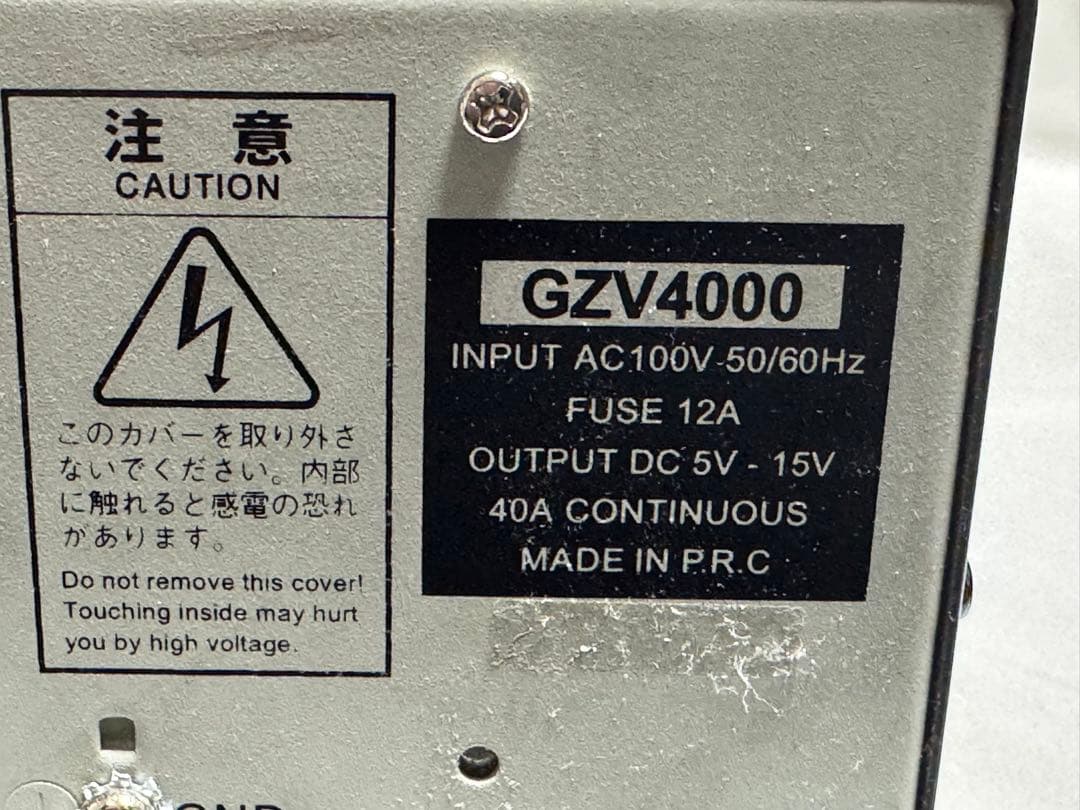 注意
CAUTION
このカバーを取り外さ
ないでください。内部
に触れると感電の恐れ
があります。
Do not remove this cover!
Touching inside may hurt
you by high voltage.
GZV4000
INPUT AC100V-50/60Hz
FUSE 12A
OUTPUT DC 5V - 15V
40A CONTINUOUS
MADE IN P.R.C
GND